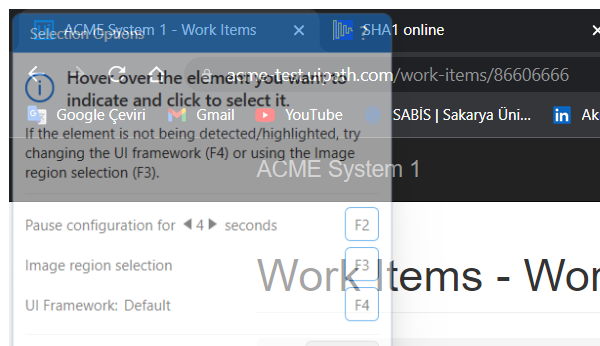 Selection Options
?
ACME System 1 - Work Items
SHA1 online
Hover over the element you want to
indicate and click to select it.
acme-test.uipath.com/work-items/86606666
Google Çeviri
Gmail
YouTube
SABİS | Sakarya Üni...
in
Ak
If the element is not being detected/highlighted, try
changing the UI framework (F4) or using the Image
region selection (F3).
ACME System 1
Pause configuration for 4 seconds
F2
Image region selection
F3
Work Items - Wor
UI Framework: Default
F4